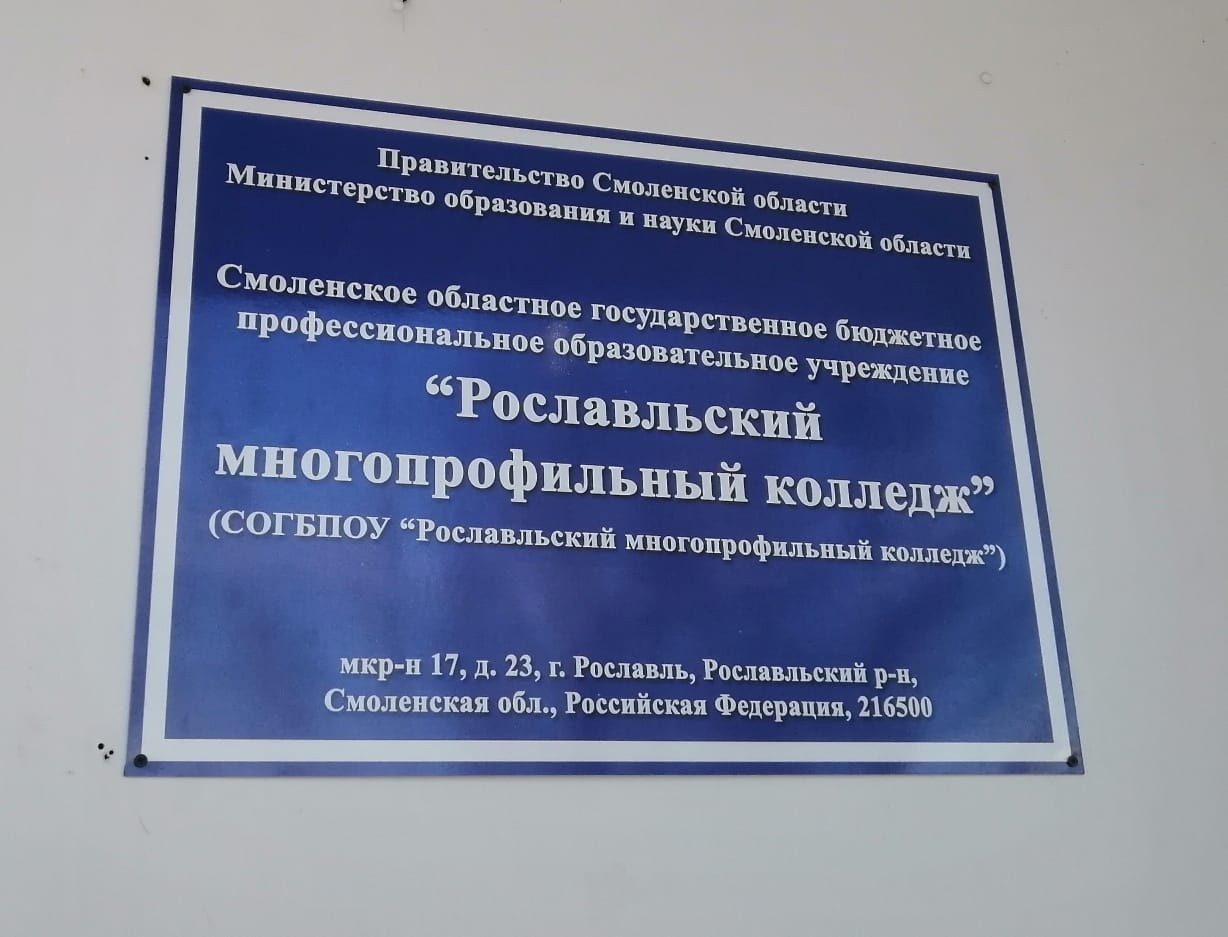 Правительство Смоленской области
Министерство образования и науки Смоленской области
Смоленское областное государственное бюджетное
профессиональное образовательное учреждение
“Рославльский
многопрофильный колледж”
(СОГБПОУ “Рославльский многопрофильный колледж”)
мкр-н 17, д. 23, г. Рославль, Рославльский р-н,
Смоленская обл., Российская Федерация, 216500